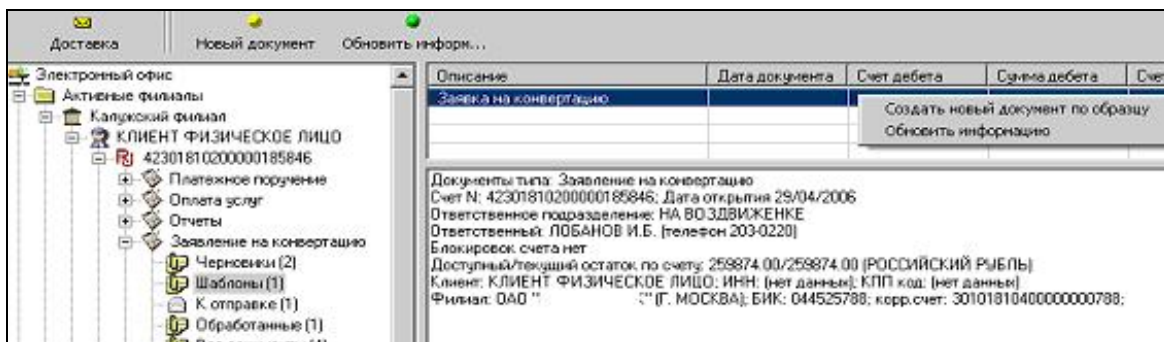 Доставка
Новый документ
Обновить информ...
Электронный офис
Активные филиалы
Калужский филиал
КЛИЕНТ ФИЗИЧЕСКОЕ ЛИЦО
42301810200000185846
Платежное поручение
Оплата услуг
Отчеты
Заявление на конвертацию
Черновики (2)
Шаблоны (1)
К отправке (1)
Обработанные (1)
Описание
Дата документа
Счет дебета
Сумма дебета
Счет
Заявка на конвертацию
Создать новый документ по образцу
Обновить информацию
Документы типа: Заявление на конвертацию
Счет N: 42301810200000185846; Дата открытия 29/04/2006
Ответственное подразделение: НА ВОЗДВИЖЕНКЕ
Ответственный: ЛОБАНОВ И.Б. (телефон 203-0220)
Блокировок счета нет
Доступный/текущий остаток по счету: 259874.00/259874.00 (РОССИЙСКИЙ РУБЛЬ)
Клиент: КЛИЕНТ ФИЗИЧЕСКОЕ ЛИЦО; ИНН: (нет данных); КПП код: (нет данных)
Филиал: ОАО " " (Г. МОСКВА); БИК: 044525788; корр.счет: 30101810400000000788;